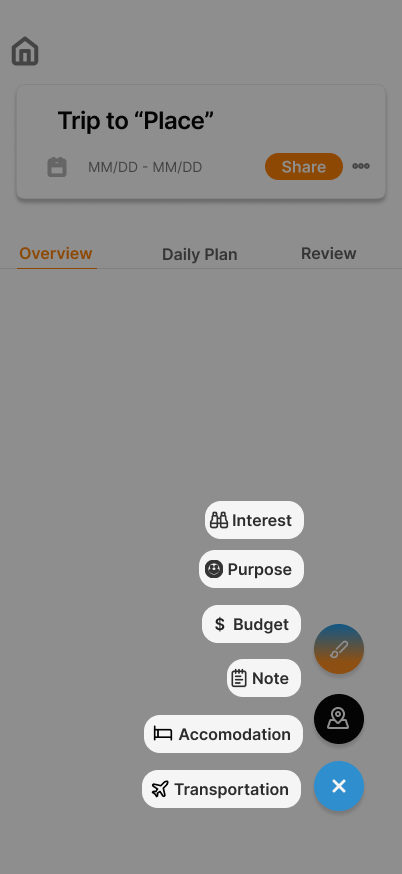 Trip to “Place”
MM/DD - MM/DD
Share
Overview
Daily Plan
Review
Interest
Purpose
$ Budget
Note
Accomodation
Transportation